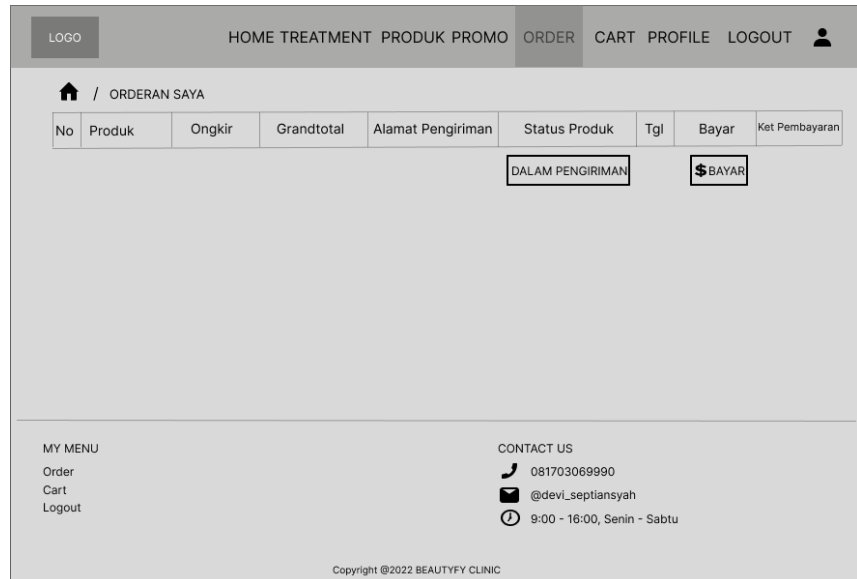 LOGO HOME TREATMENT PRODUK PROMO ORDER CART PROFILE LOGOUT
/ ORDERAN SAYA
No Produk Ongkir Grandtotal Alamat Pengiriman Status Produk Tgl Bayar Ket Pembayaran
DALAM PENGIRIMAN $BAYAR
MY MENU
Order
Cart
Logout
CONTACT US
081703069990
@devi_septiansyah
9:00 - 16:00, Senin - Sabtu
Copyright @2022 BEAUTYFY CLINIC